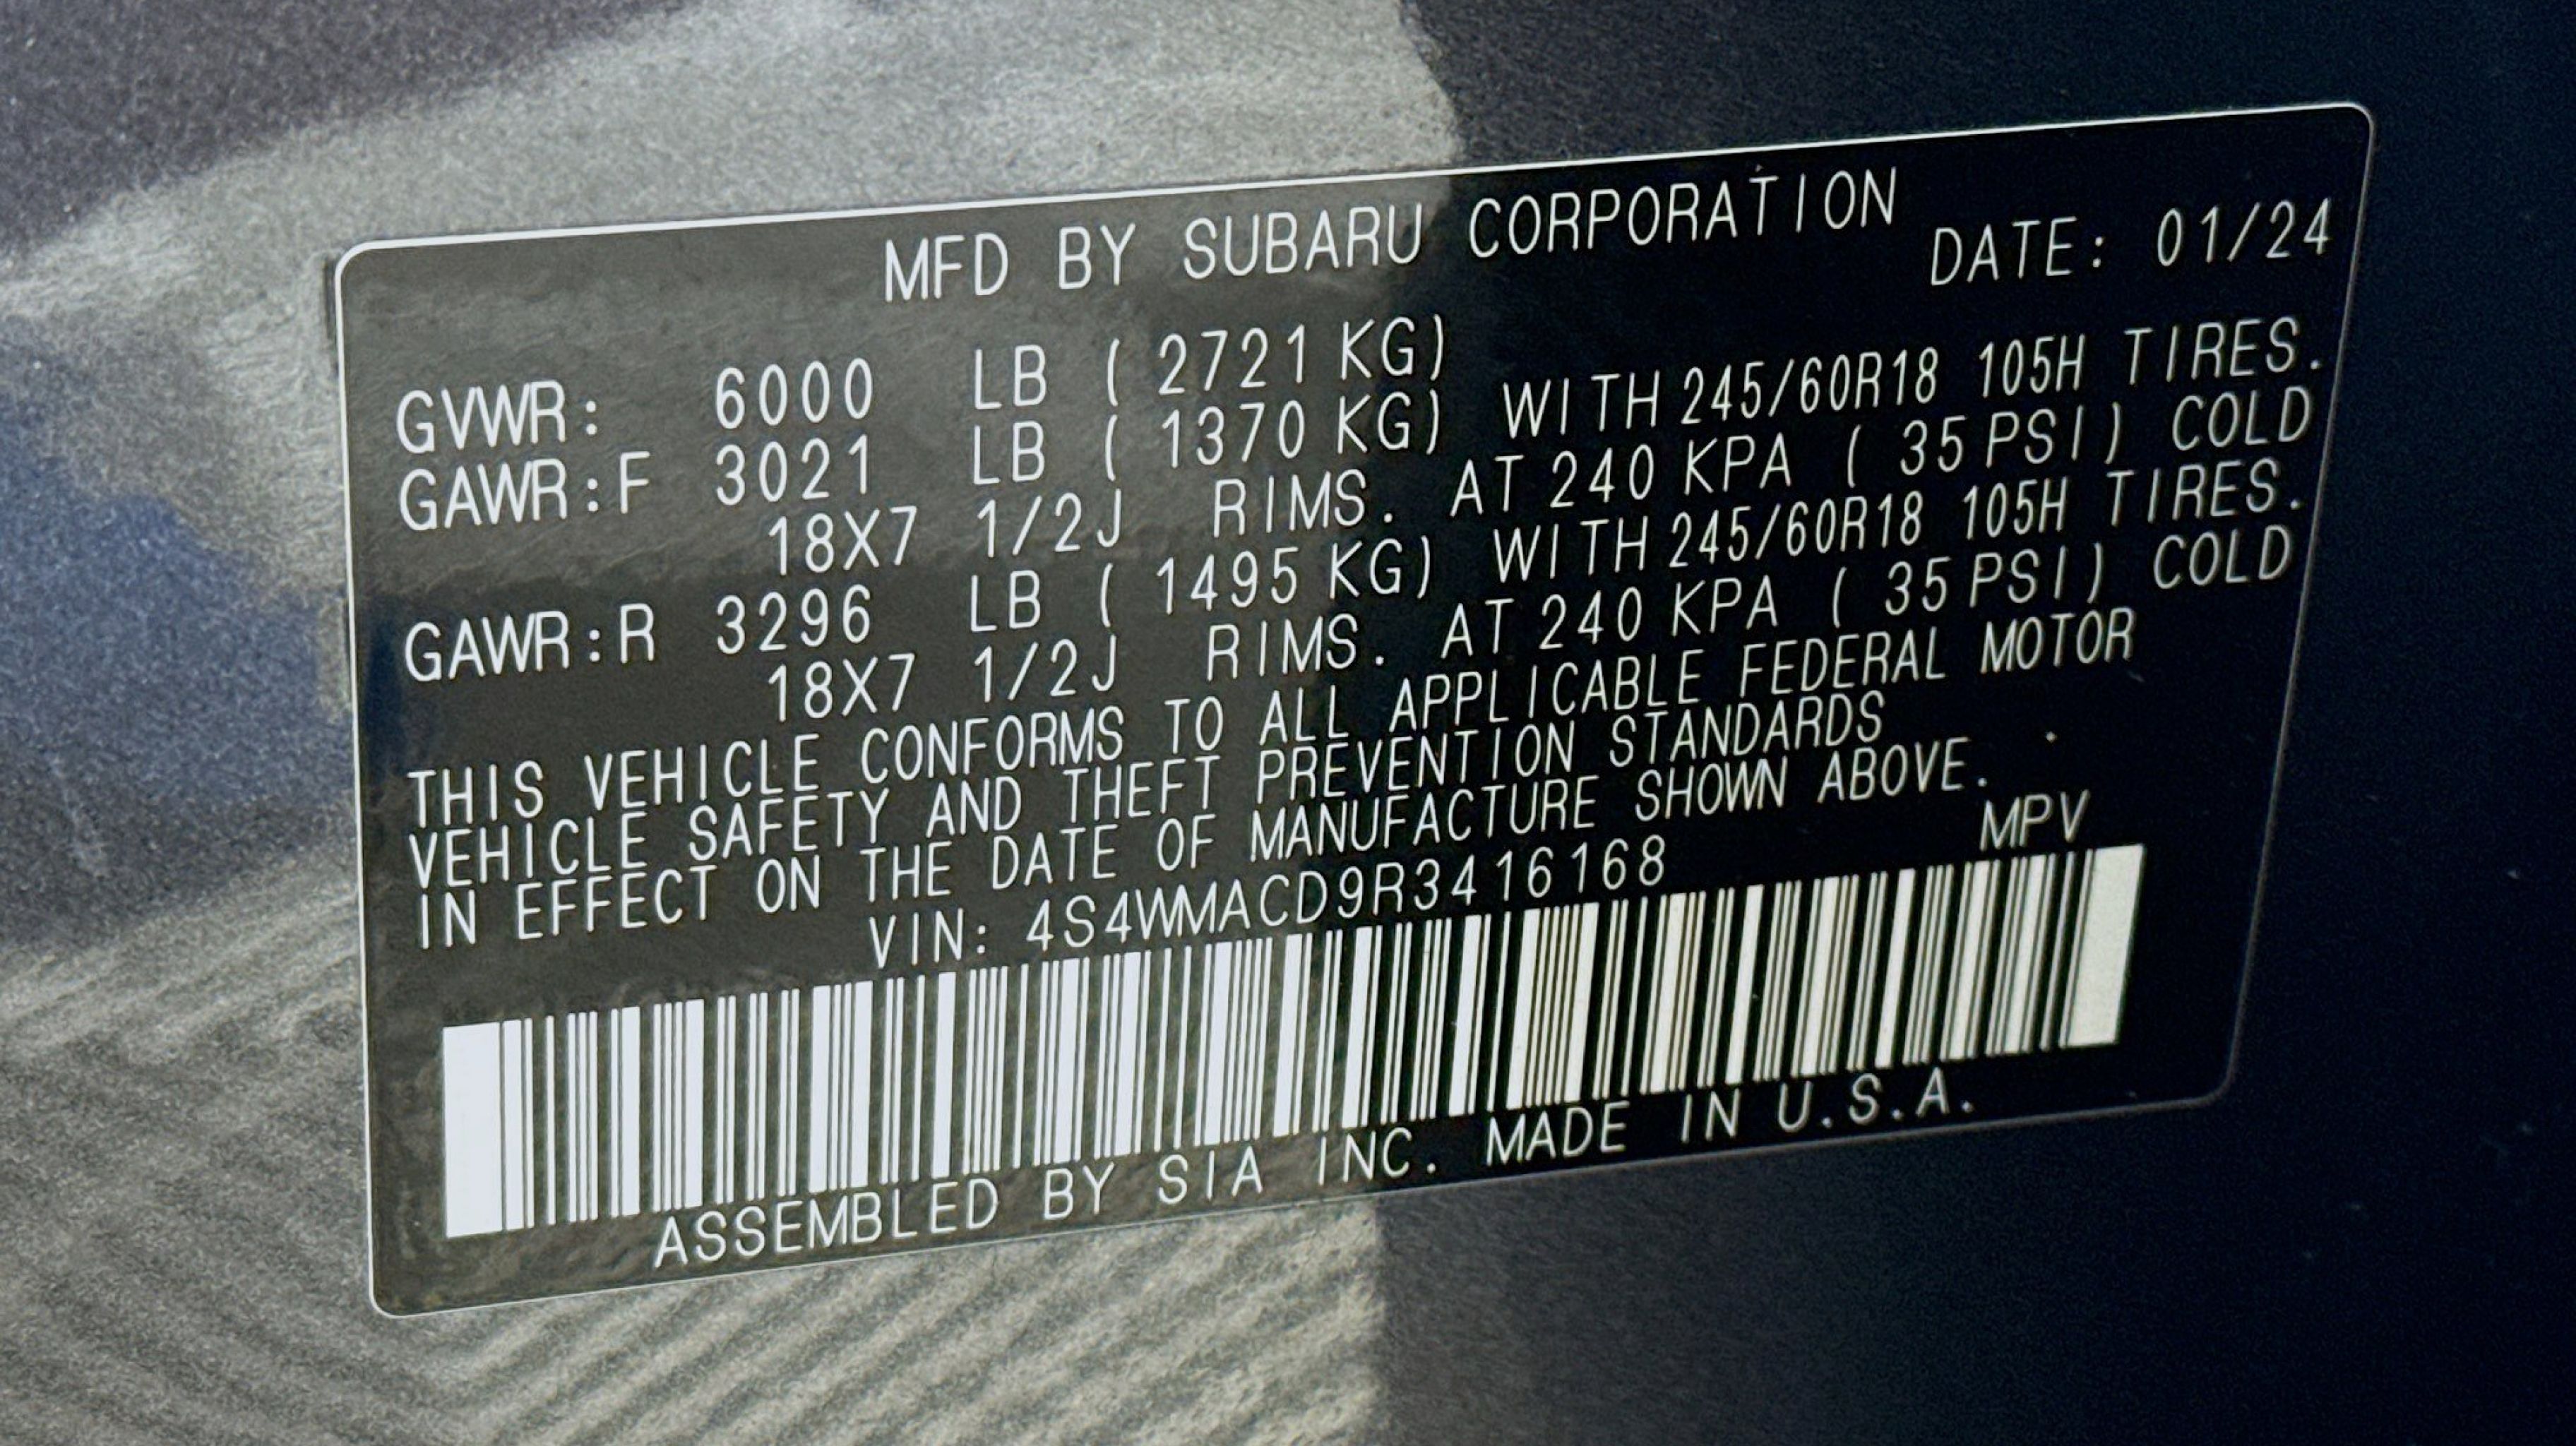 MFD BY SUBARU CORPORATION
DATE: 01/24
GVWR: 6000 LB ( 2721 KG)
GAWR:F 3021 LB ( 1370 KG) WITH 245/60R18 105H TIRES.
18X7 1/2J RIMS. AT 240 KPA ( 35 PSI) COLD
GAWR:R 3296 LB ( 1495 KG) WITH 245/60R18 105H TIRES.
18X7 1/2J RIMS. AT 240 KPA ( 35 PSI) COLD
THIS VEHICLE CONFORMS TO ALL APPLICABLE FEDERAL MOTOR
VEHICLE SAFETY AND THEFT PREVENTION STANDARDS
IN EFFECT ON THE DATE OF MANUFACTURE SHOWN ABOVE.
VIN: 4S4WMACD9R3416168 MPV
ASSEMBLED BY SIA INC. MADE IN U.S.A.